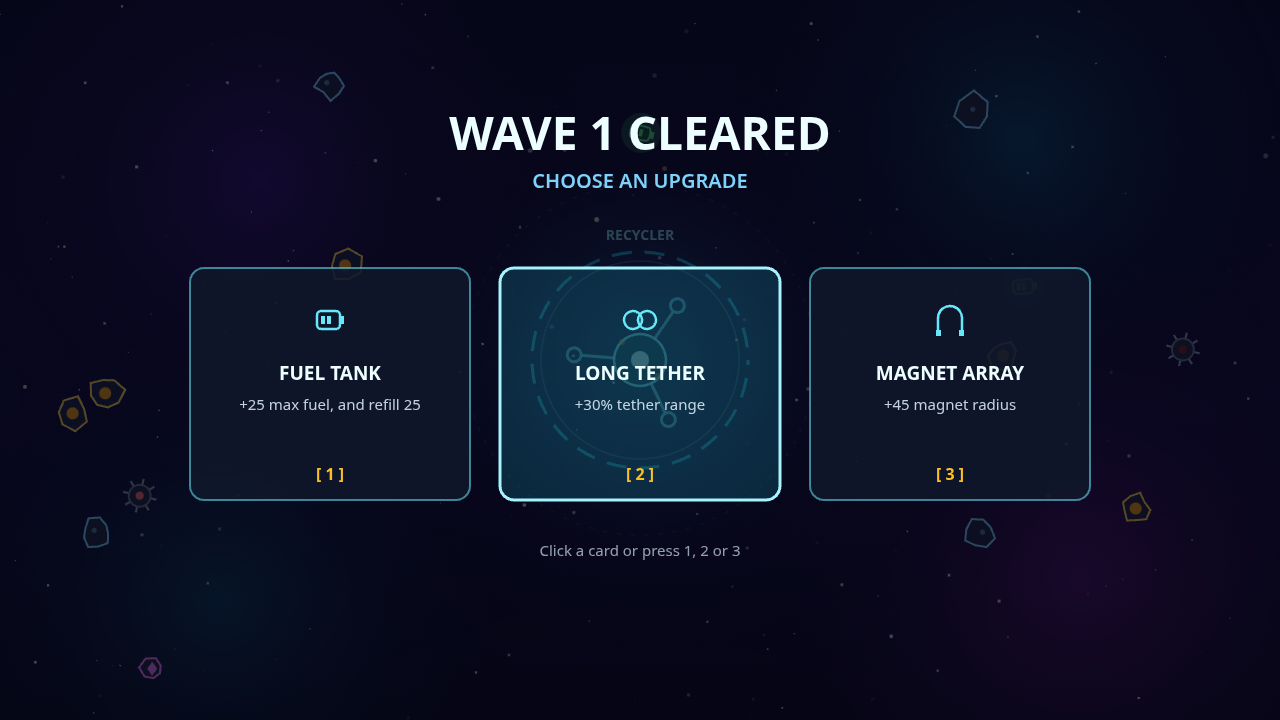 WAVE 1 CLEARED
CHOOSE AN UPGRADE
RECYCLER
FUEL TANK
+25 max fuel, and refill 25
[ 1 ]
LONG TETHER
+30% tether range
[ 2 ]
MAGNET ARRAY
+45 magnet radius
[ 3 ]
Click a card or press 1, 2 or 3